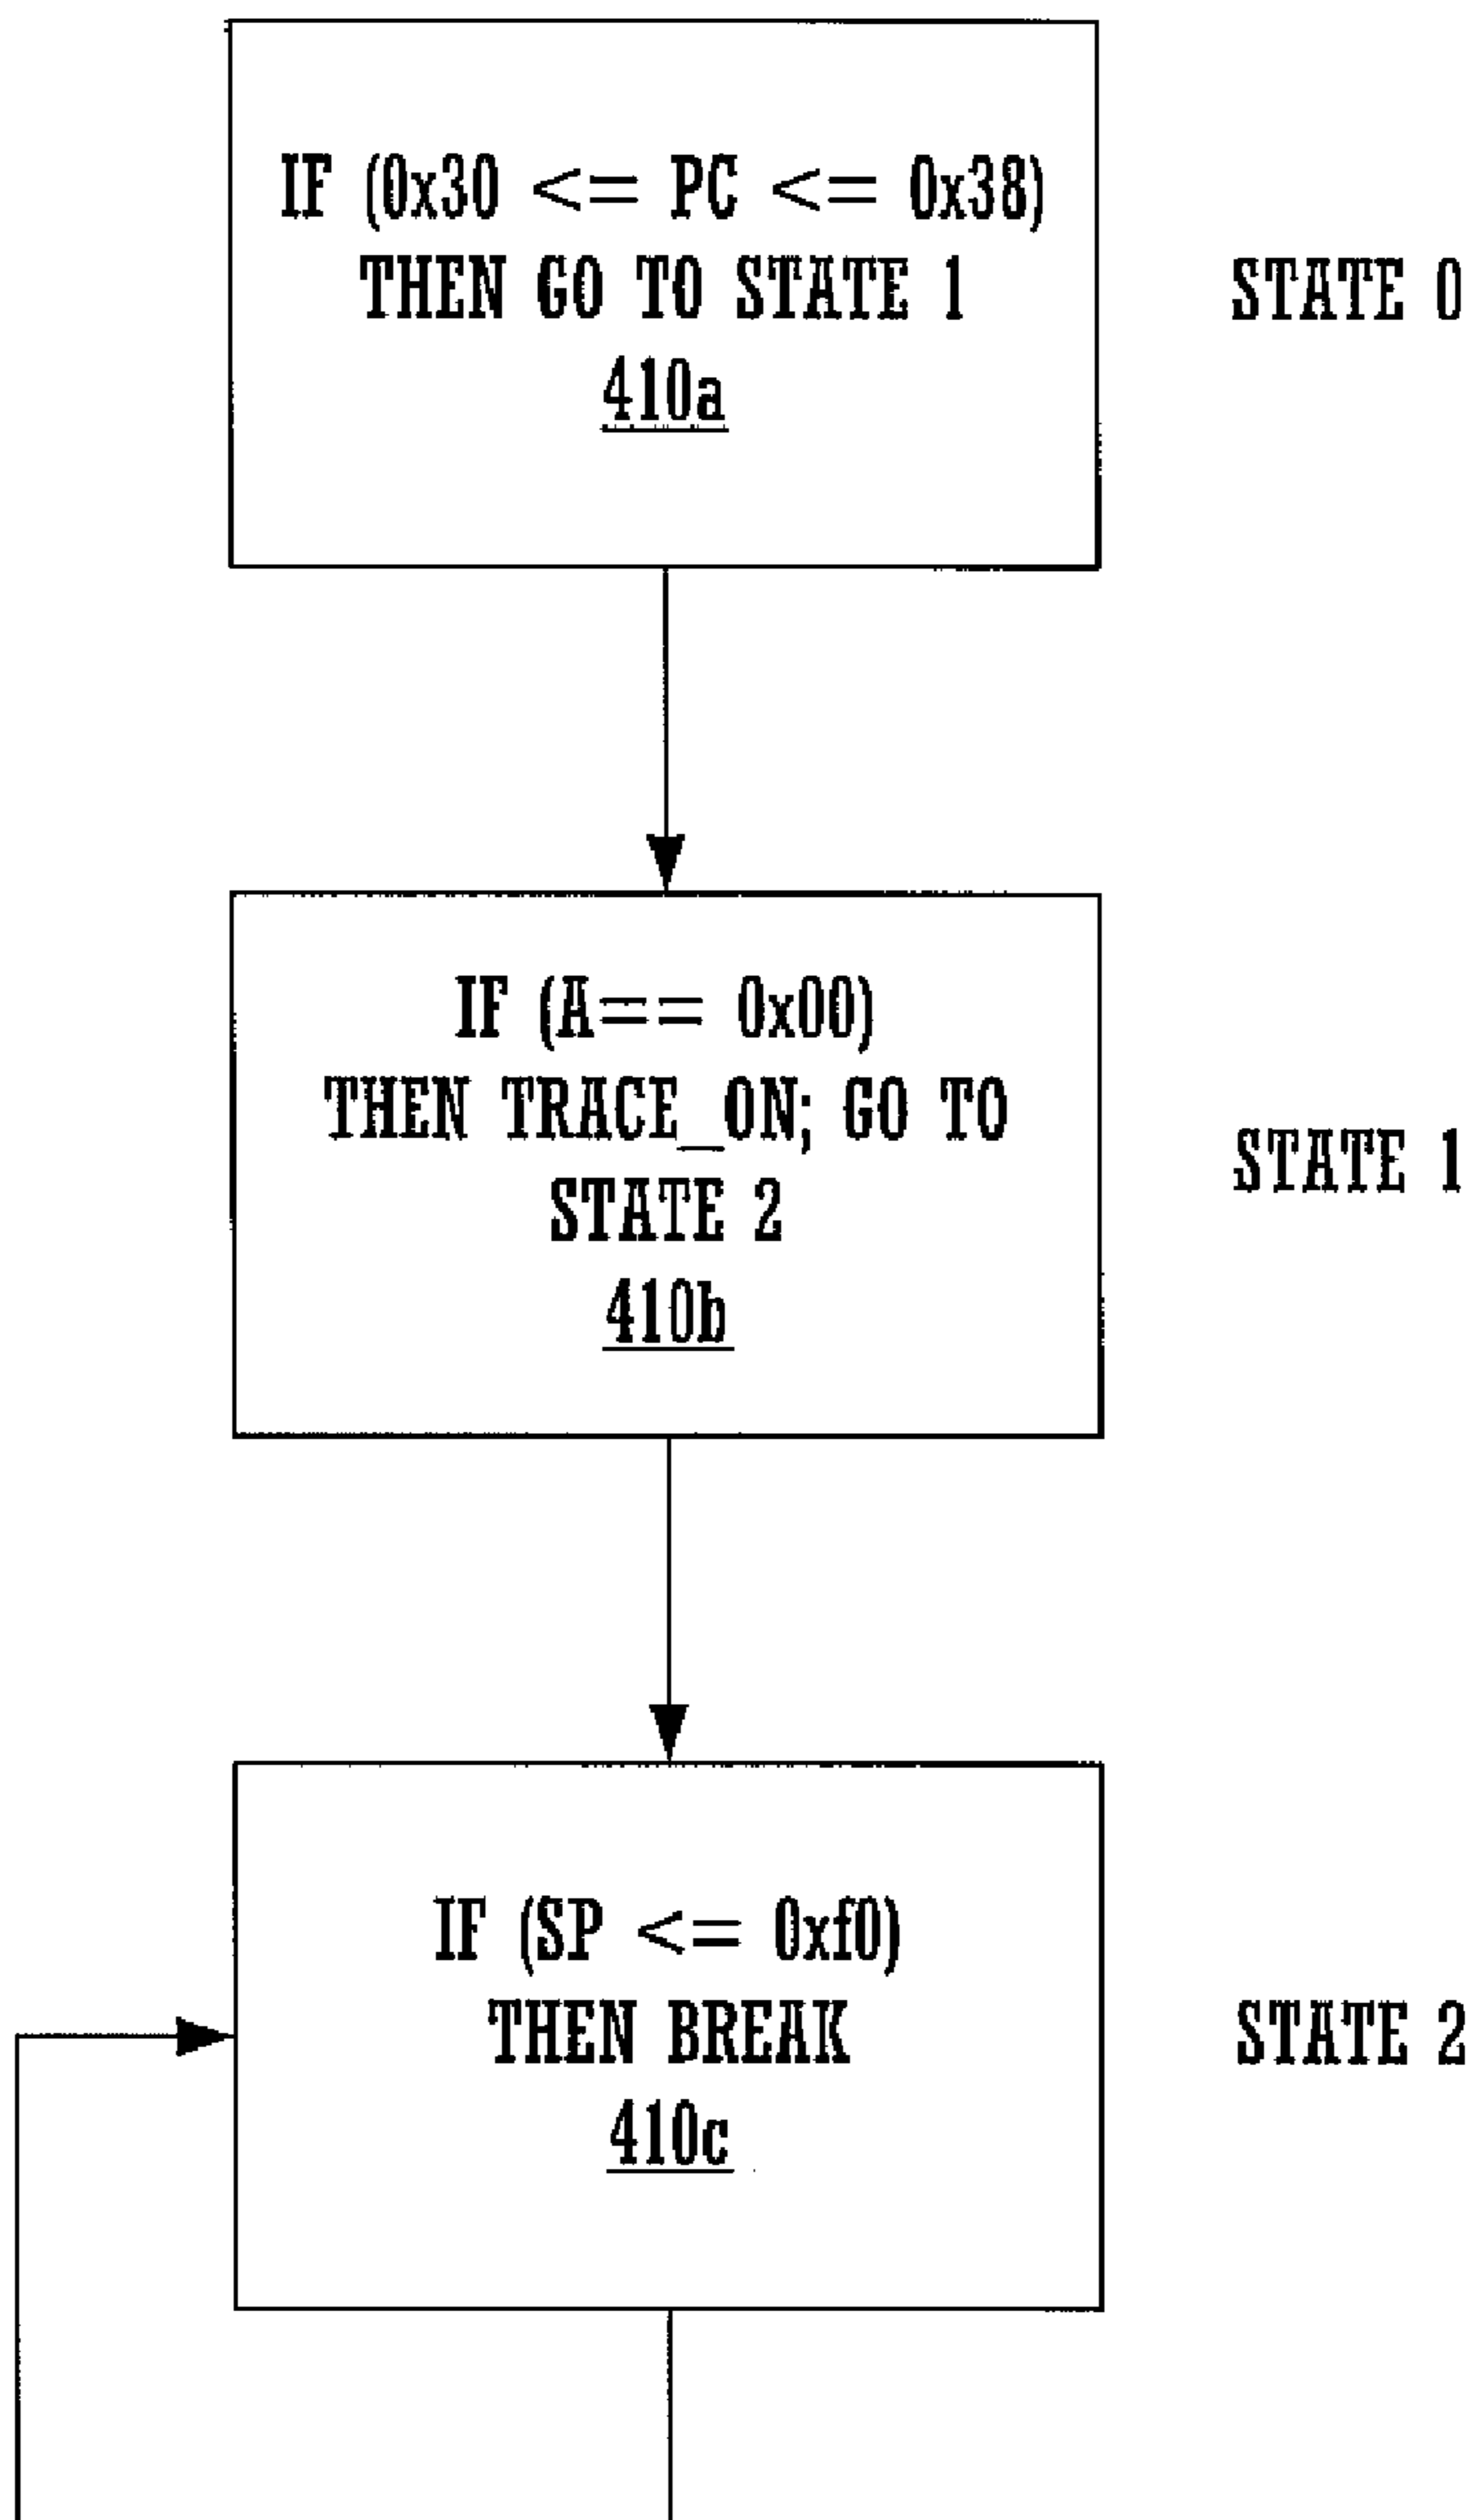 IF (0x30 <= PC <= 0x38)
THEN GO TO STATE 1
410a
STATE 0
IF (A== 0x00)
THEN TRACE_ON; GO TO
STATE 2
410b
STATE 1
IF (SP <= 0xf0)
THEN BREAK
410c
STATE 2